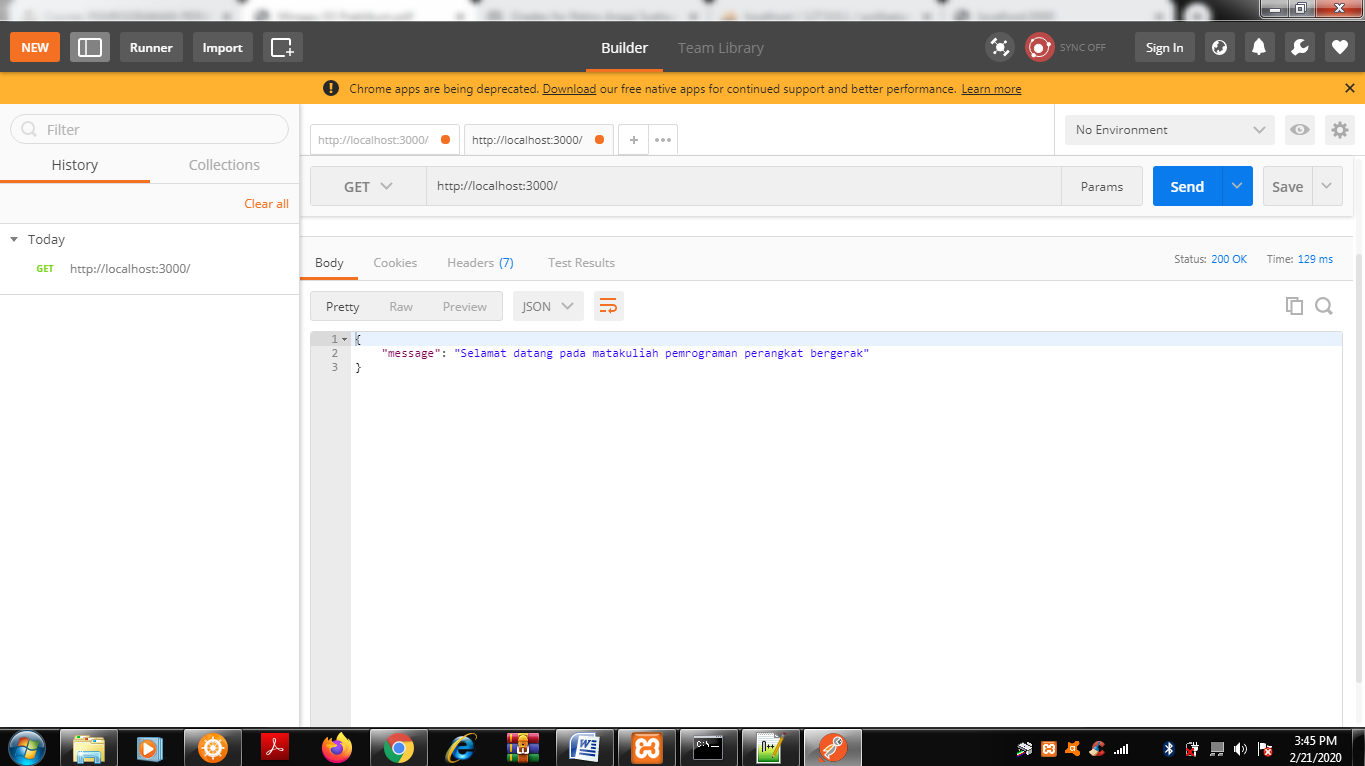 NEW
Runner
Import
Builder
Team Library
SYNC OFF
Sign In
Chrome apps are being deprecated. Download our free native apps for continued support and better performance. Learn more
Filter
History
Collections
Clear all
Today
GET http://localhost:3000/
http://localhost:3000/
http://localhost:3000/
No Environment
GET
http://localhost:3000/
Params
Send
Save
Body
Cookies
Headers (7)
Test Results
Status: 200 OK
Time: 129 ms
Pretty
Raw
Preview
JSON
1 {
2 "message": "Selamat datang pada matakuliah pemrograman perangkat bergerak"
3 }
3:45 PM
2/21/2020